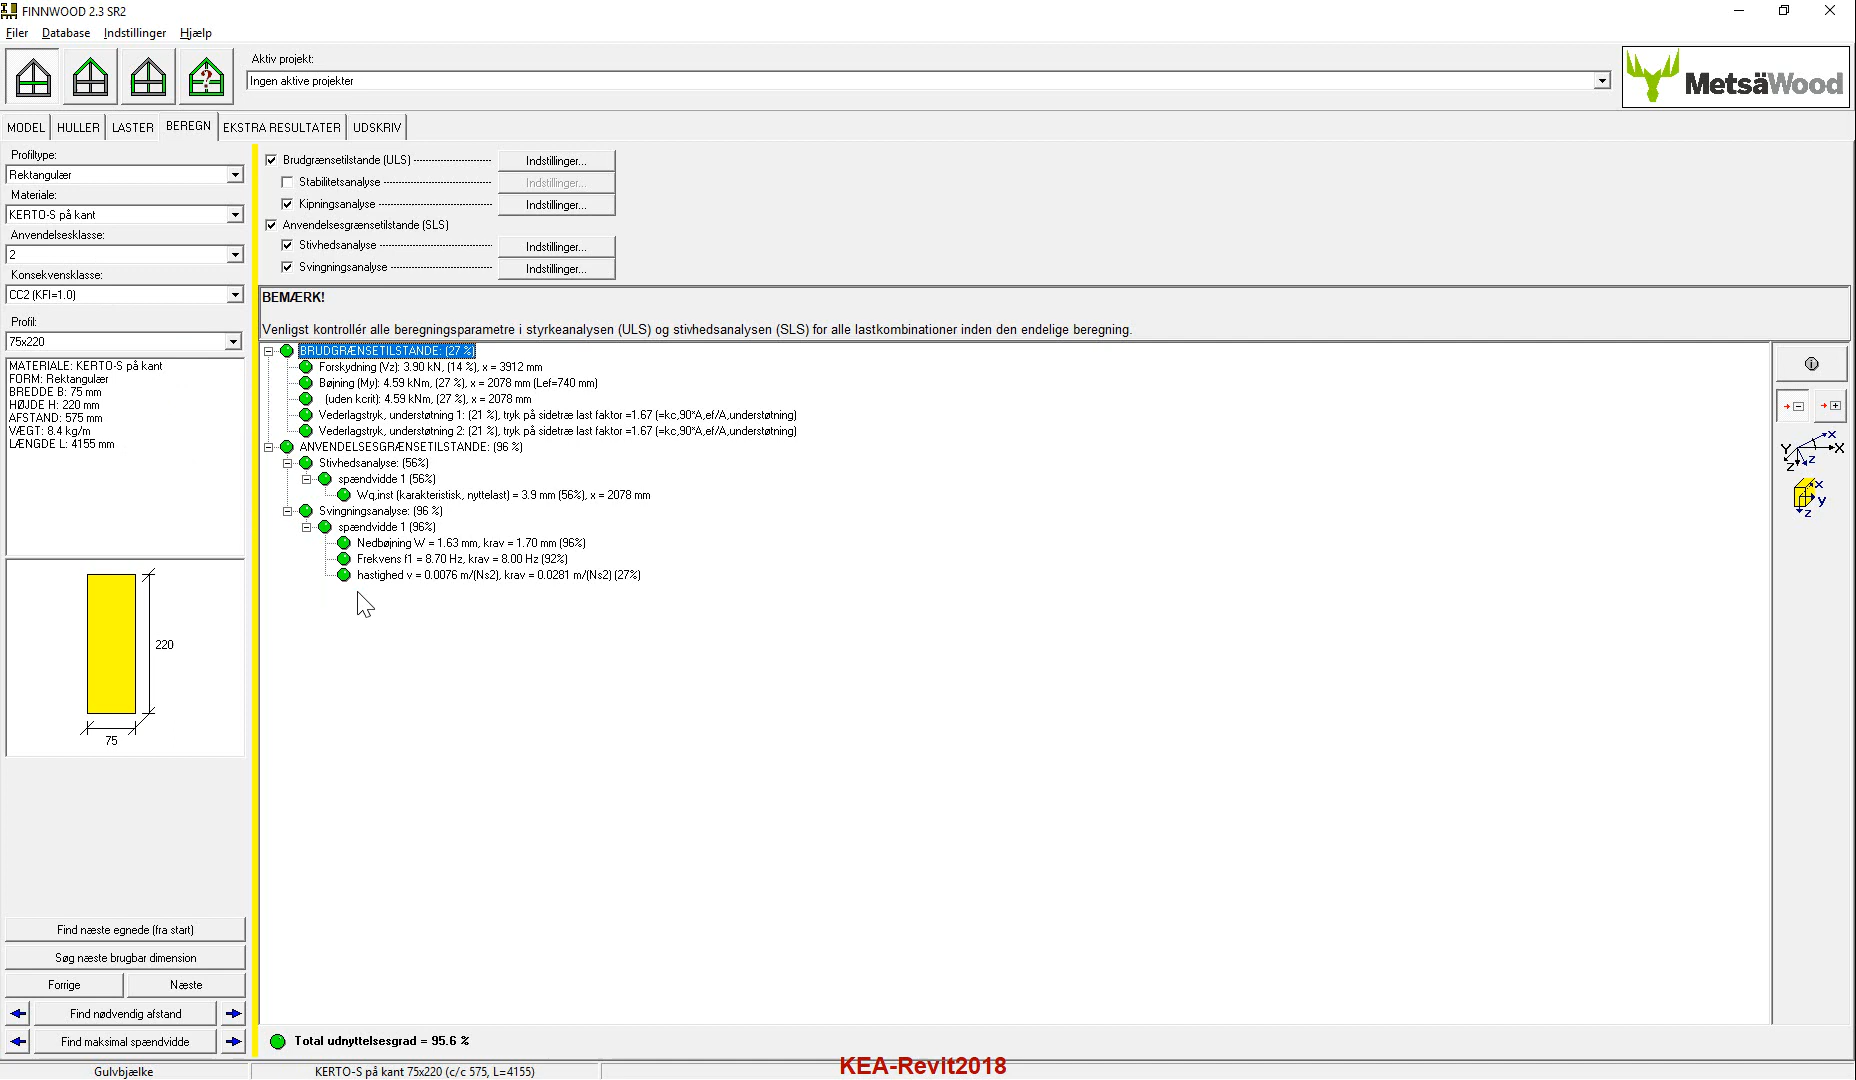 FINNWOOD 2.3 SR2
Filer Database Indstillinger Hjælp
Aktiv projekt:
Ingen aktive projekter
MetsäWood
MODEL HULLER LASTER BEREGN EKSTRA RESULTATER UDSKRIV
Profiltype:
Rektangulær
Materiale:
KERTO-S på kant
Anvendelsesklasse:
2
Konsekvensklasse:
CC2 (KFI=1.0)
Profil:
75x220
MATERIALE: KERTO-S på kant
FORM: Rektangulær
BREDDE B: 75 mm
HØJDE H: 220 mm
AFSTAND: 575 mm
VÆGT: 8.4 kg/m
LÆNGDE L: 4155 mm
220
75
Find næste egnede (fra start)
Søg næste brugbar dimension
Forrige Næste
Find nødvendig afstand
Find maksimal spændvidde
Brudgrænsetilstande (ULS) Indstillinger...
Stabilitetsanalyse Indstillinger...
Kipningsanalyse Indstillinger...
Anvendelsesgrænsetilstande (SLS)
Stivhedsanalyse Indstillinger...
Svingningsanalyse Indstillinger...
BEMÆRK!
Venligst kontrollér alle beregningsparametre i styrkeanalysen (ULS) og stivhedsanalysen (SLS) for alle lastkombinationer inden den endelige beregning.
BRUDGRÆNSETILSTANDE: (27 %)
Forskydning (Vz): 3.90 kN, (14 %), x = 3912 mm
Bøjning (My): 4.59 kNm, (27 %), x = 2078 mm (Lef=740 mm)
(uden kcrit): 4.59 kNm, (27 %), x = 2078 mm
Vederlagstryk, understøtning 1: (21 %), tryk på sidetræ last faktor =1.67 (=kc,90*A,ef/A,understøtning)
Vederlagstryk, understøtning 2: (21 %), tryk på sidetræ last faktor =1.67 (=kc,90*A,ef/A,understøtning)
ANVENDELSESGRÆNSETILSTANDE: (96 %)
Stivhedsanalyse: (56%)
spændvidde 1 (56%)
Wq,inst (karakteristisk, nyttelast) = 3.9 mm (56%), x = 2078 mm
Svingningsanalyse: (96 %)
spændvidde 1 (96%)
Nedbøjning W = 1.63 mm, krav = 1.70 mm (96%)
Frekvens f1 = 8.70 Hz, krav = 8.00 Hz (92%)
hastighed v = 0.0076 m/(Ns2), krav = 0.0281 m/(Ns2) (27%)
Y X X
Z Z
X
y
z
Total udnyttelsesgrad = 95.6 %
KEA-Revit2018
Gulvbjælke KERTO-S på kant 75x220 (c/c 575, L=4155)